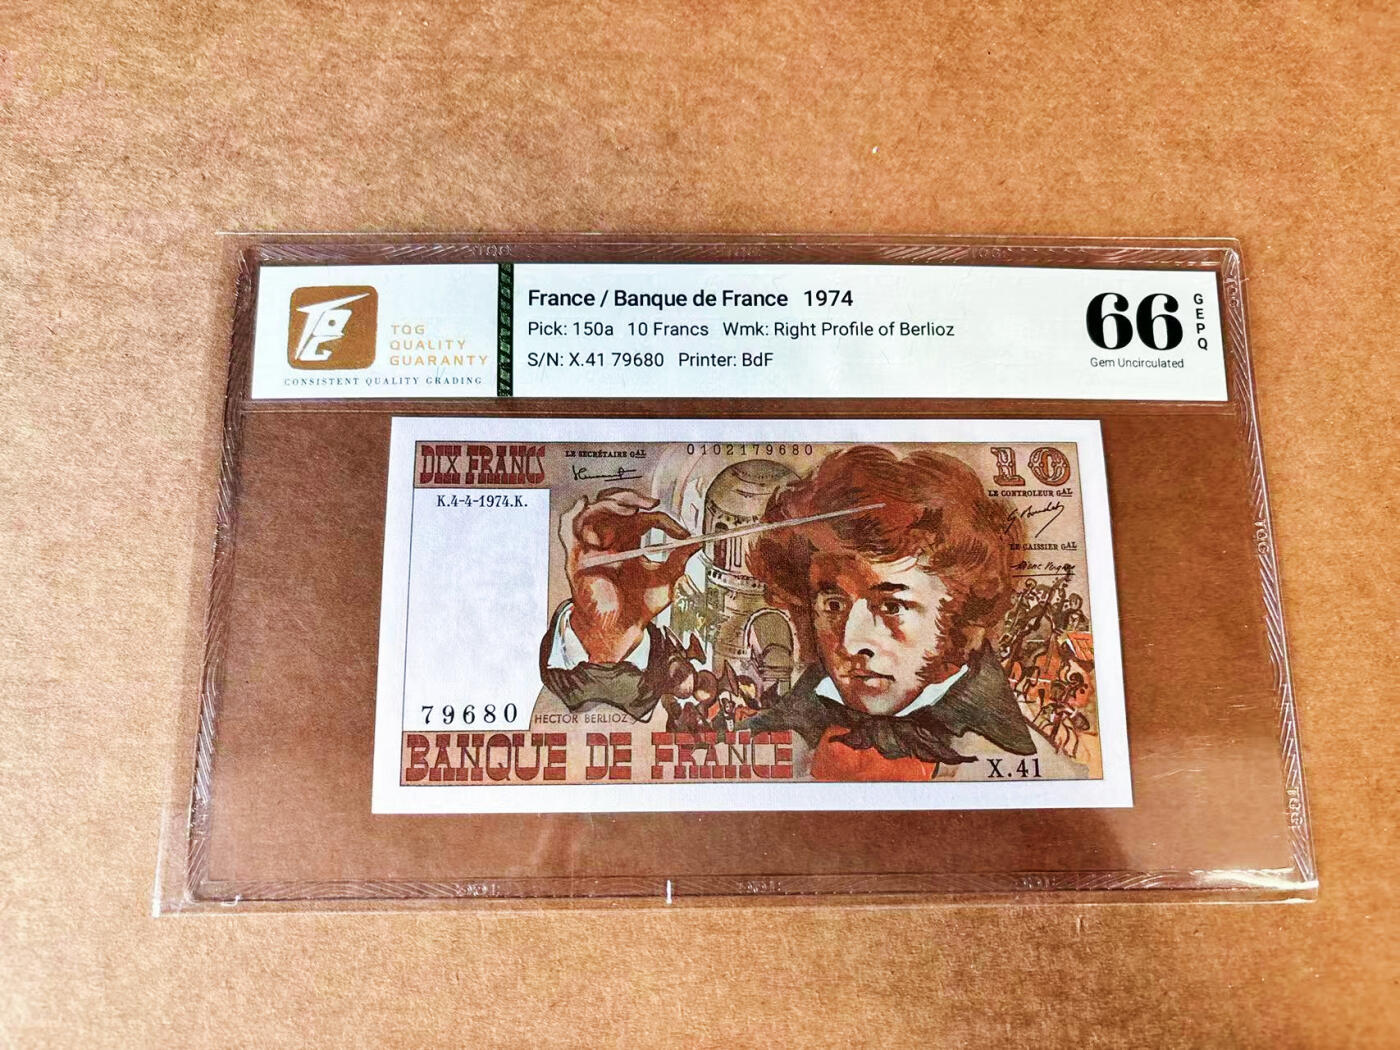 TQG
QUALITY
GUARANTY
CONSISTENT QUALITY GRADING
France / Banque de France 1974
Pick: 150a 10 Francs Wmk: Right Profile of Berlioz
S/N: X.41 79680 Printer: BdF
66
GEPQ
Gem Uncirculated
DIX FRANCS
LE SECRÉTAIRE GAL
0102179680
10
K.4-4-1974.K.
LE CONTROLEUR GAL
LE CAISSIER GAL
79680
HECTOR BERLIOZ
BANQUE DE FRANCE
X.41